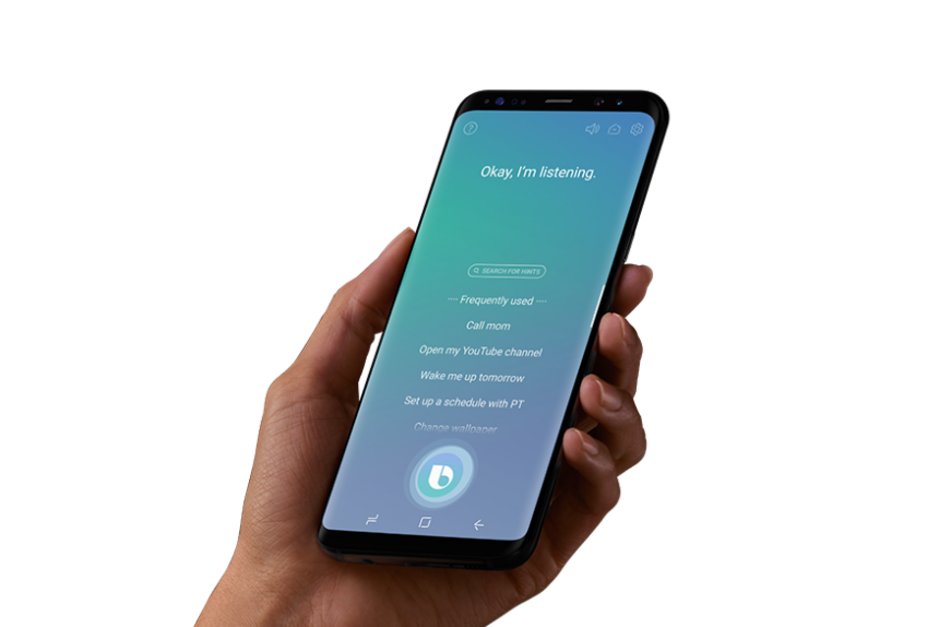 Okay, I'm listening.
SEARCH FOR HINTS
Frequently used
Call mom
Open my YouTube channel
Wake me up tomorrow
Set up a schedule with PT
Change wallpaper